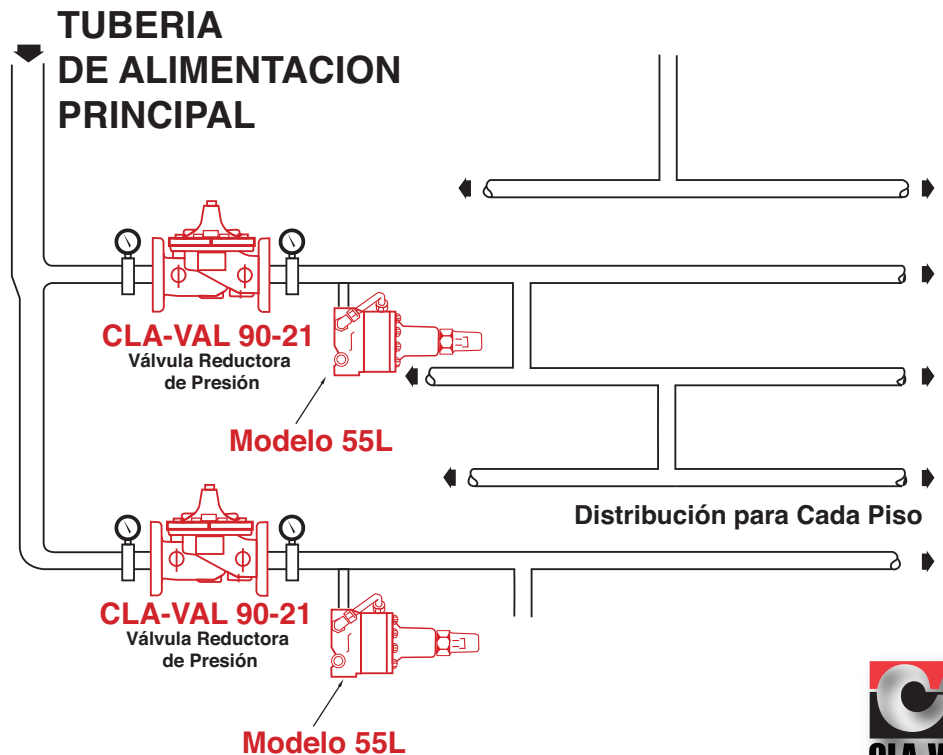 TUBERIA
DE ALIMENTACION
PRINCIPAL
CLA-VAL 90-21
Válvula Reductora
de Presión
Modelo 55L
Distribución para Cada Piso
CLA-VAL 90-21
Válvula Reductora
de Presión
Modelo 55L